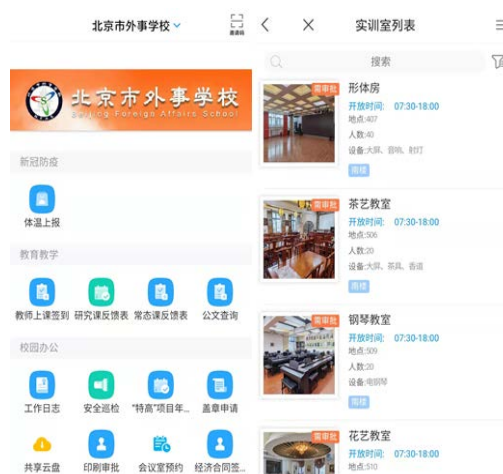 北京市外事学校
邀请码
北京市外事学校
Beijing Foreign Affairs School
新冠防疫
体温上报
教育教学
教师上课签到 研究课反馈表 常态课反馈表 公文查询
校园办公
工作日志 安全巡检 “特高”项目年... 盖章申请
共享云盘 印刷审批 会议室预约 经济合同签...
实训室列表
搜索
需审批
形体房
开放时间: 07:30-18:00
地点:407
人数:40
设备:大屏、音响、射灯
南楼
需审批
茶艺教室
开放时间: 07:30-18:00
地点:506
人数:20
设备:大屏、茶具、香道
南楼
需审批
钢琴教室
开放时间: 07:30-18:00
地点:509
人数:20
设备:电钢琴
南楼
需审批
花艺教室
开放时间: 07:30-18:00
地点:510